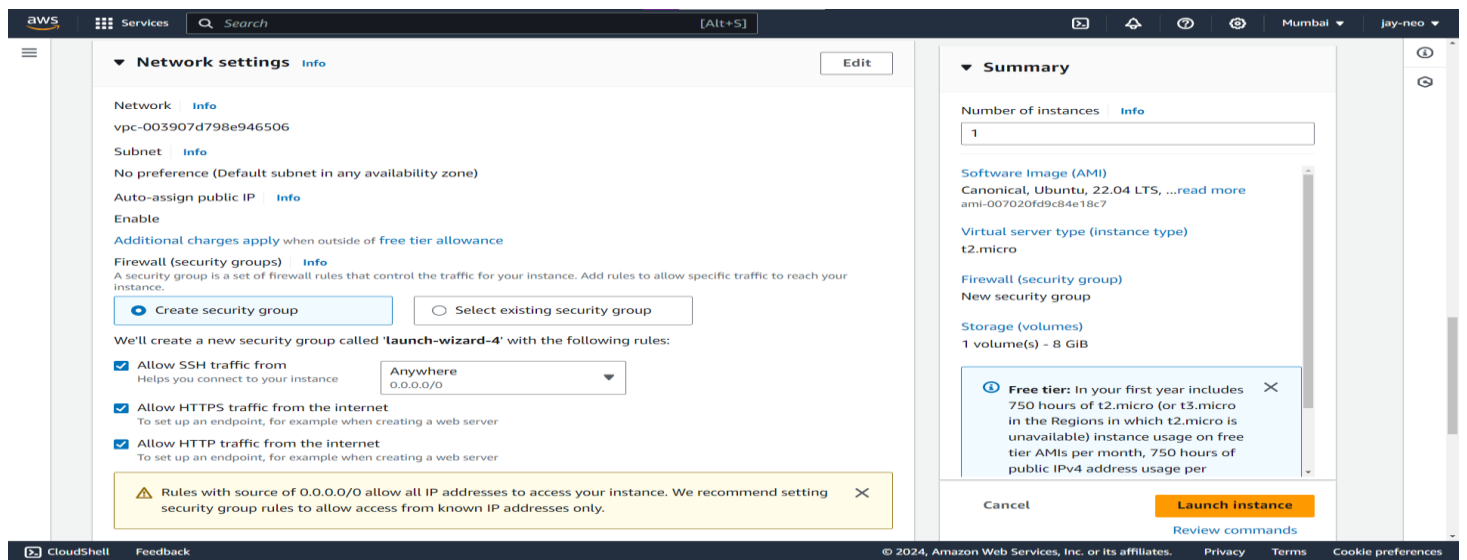 aws
Services
Search
[Alt+S]
Mumbai
jay-neo
Network settings Info
Edit
Network Info
vpc-003907d798e946506
Subnet Info
No preference (Default subnet in any availability zone)
Auto-assign public IP Info
Enable
Additional charges apply when outside of free tier allowance
Firewall (security groups) Info
A security group is a set of firewall rules that control the traffic for your instance. Add rules to allow specific traffic to reach your
instance.
Create security group
Select existing security group
We'll create a new security group called 'launch-wizard-4' with the following rules:
Allow SSH traffic from
Helps you connect to your instance
Anywhere
0.0.0.0/0
Allow HTTPS traffic from the internet
To set up an endpoint, for example when creating a web server
Allow HTTP traffic from the internet
To set up an endpoint, for example when creating a web server
Rules with source of 0.0.0.0/0 allow all IP addresses to access your instance. We recommend setting
security group rules to allow access from known IP addresses only.
Summary
Number of instances Info
1
Software Image (AMI)
Canonical, Ubuntu, 22.04 LTS, ...read more
ami-007020fd9c84e18c7
Virtual server type (instance type)
t2.micro
Firewall (security group)
New security group
Storage (volumes)
1 volume(s) - 8 GiB
Free tier: In your first year includes
750 hours of t2.micro (or t3.micro
in the Regions in which t2.micro is
unavailable) instance usage on free
tier AMIs per month, 750 hours of
public IPv4 address usage per
Cancel
Launch instance
Review commands
CloudShell
Feedback
© 2024, Amazon Web Services, Inc. or its affiliates.
Privacy
Terms
Cookie preferences